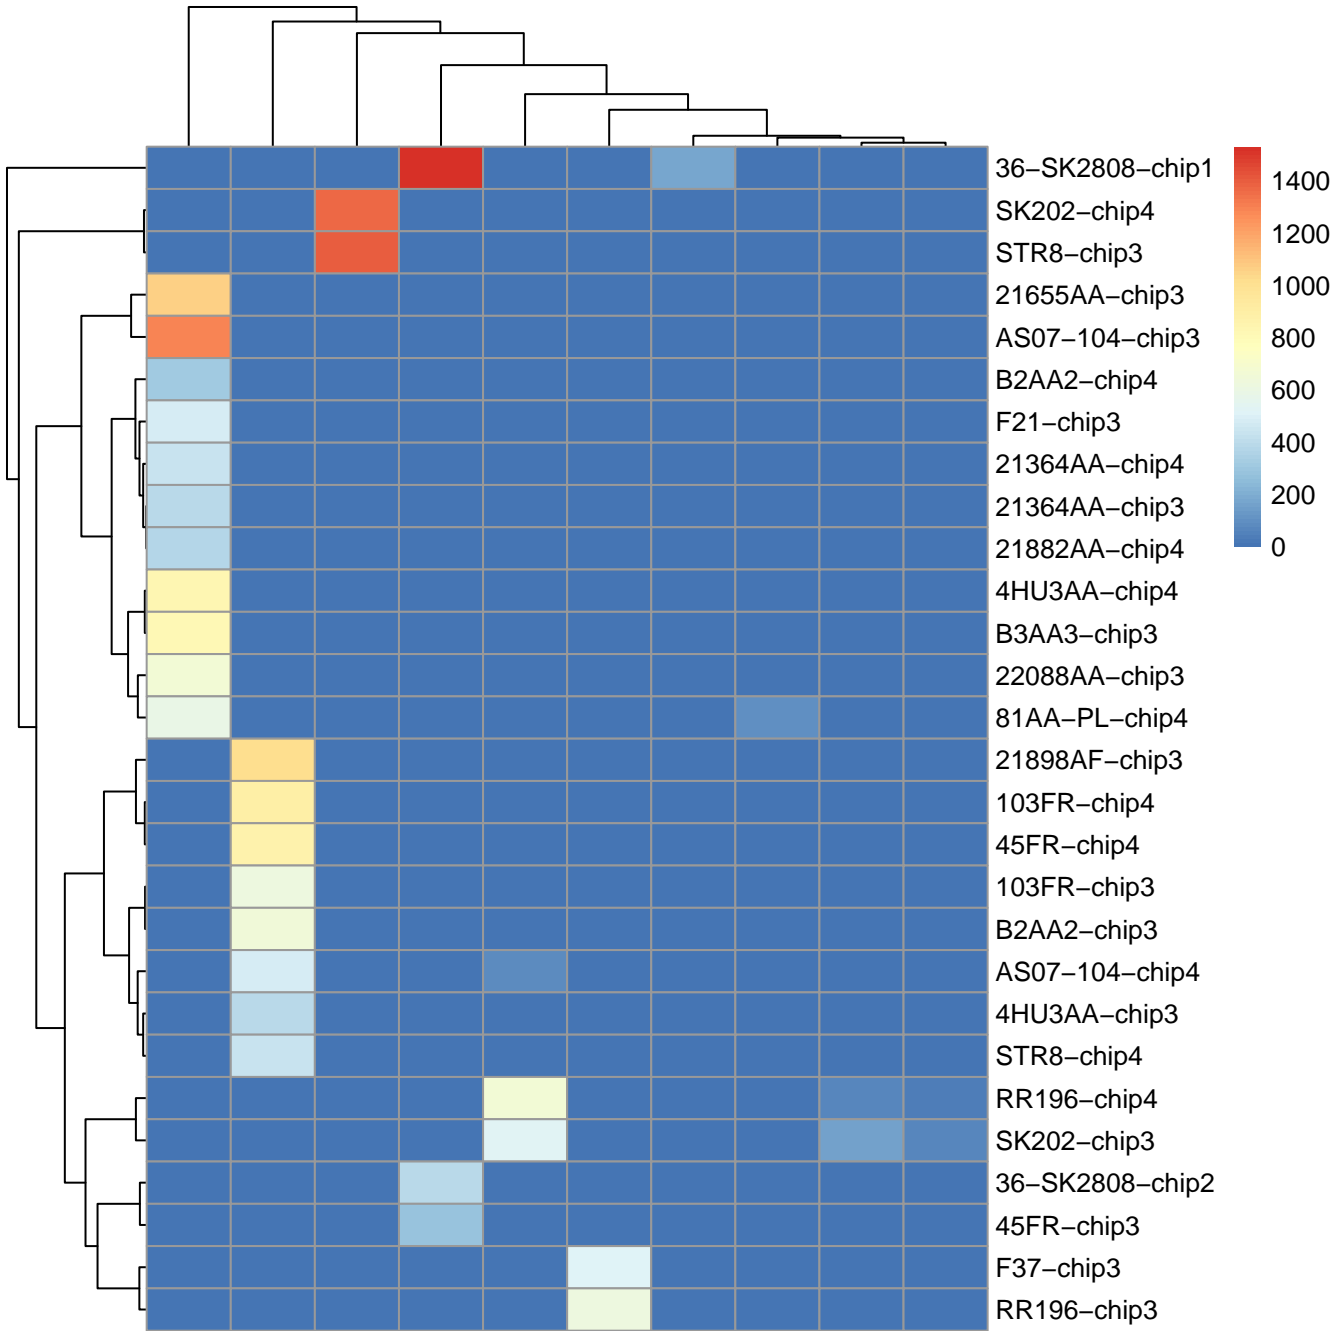 36−SK2808−chip1
SK202−chip4
STR8−chip3
21655AA−chip3
AS07−104−chip3
B2AA2−chip4
F21−chip3
21364AA−chip4
21364AA−chip3
21882AA−chip4
4HU3AA−chip4
B3AA3−chip3
22088AA−chip3
81AA−PL−chip4
21898AF−chip3
103FR−chip4
45FR−chip4
103FR−chip3
B2AA2−chip3
AS07−104−chip4
4HU3AA−chip3
STR8−chip4
RR196−chip4
SK202−chip3
36−SK2808−chip2
45FR−chip3
F37−chip3
RR196−chip3
1400
1200
1000
800
600
400
200
0